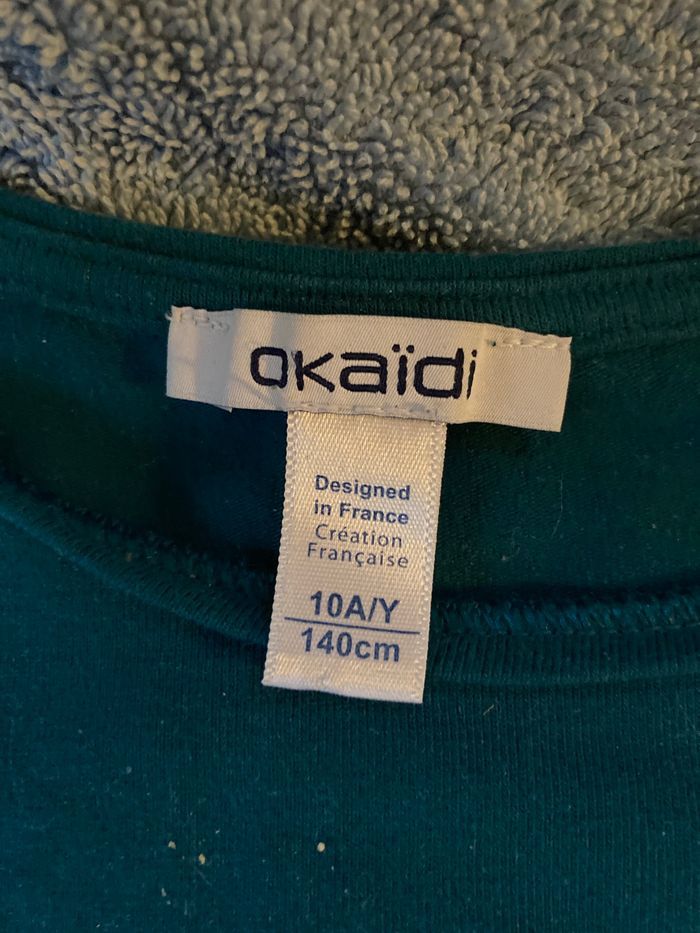 okaïdi
Designed
in France
Création
Française
10A/Y
140cm